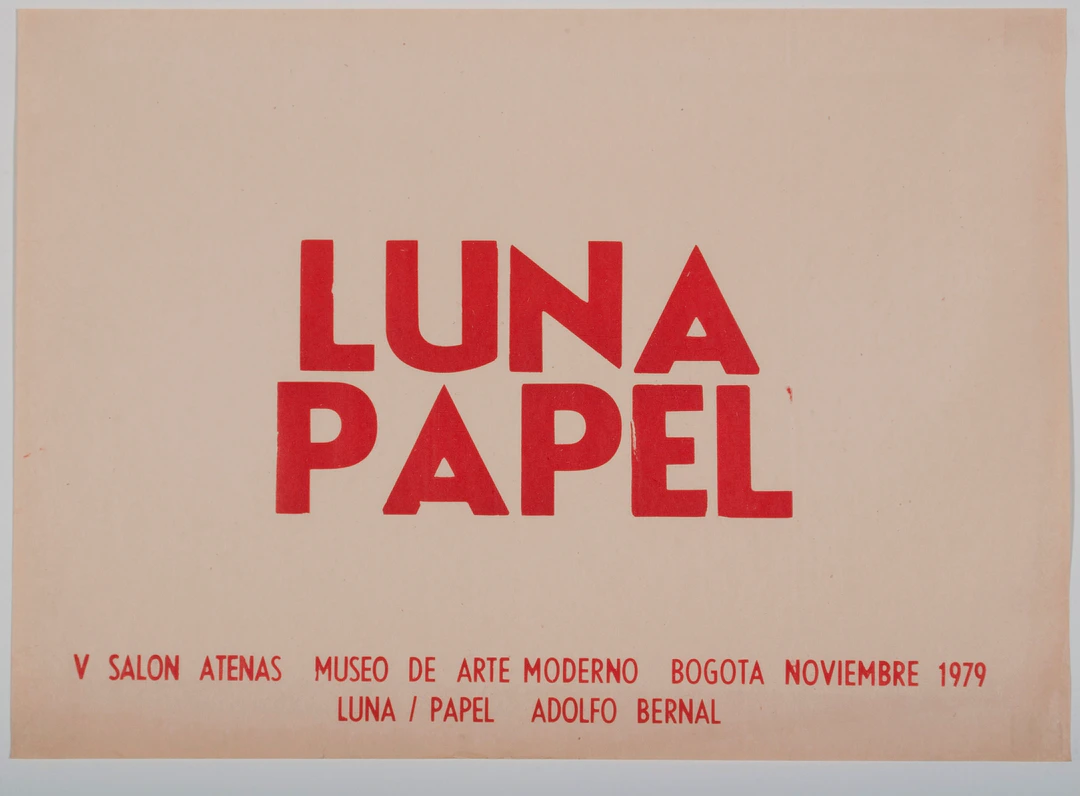 LUNA
PAPEL
V SALON ATENAS MUSEO DE ARTE MODERNO BOGOTA NOVIEMBRE 1979
LUNA / PAPEL ADOLFO BERNAL